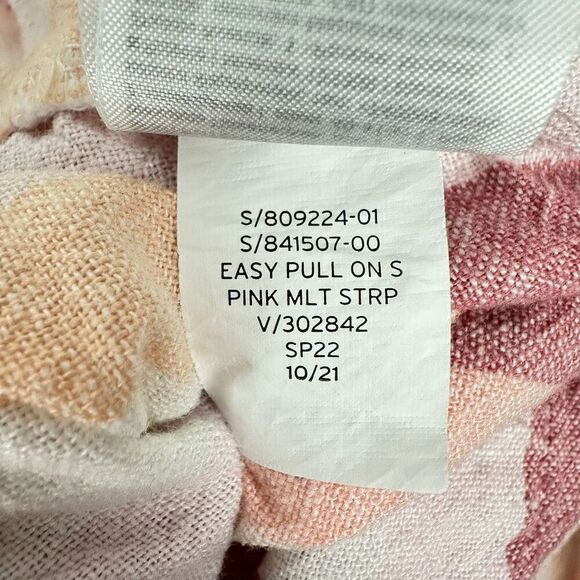 S/809224-01
S/841507-00
EASY PULL ON S
PINK MLT STRP
V/302842
SP22
10/21